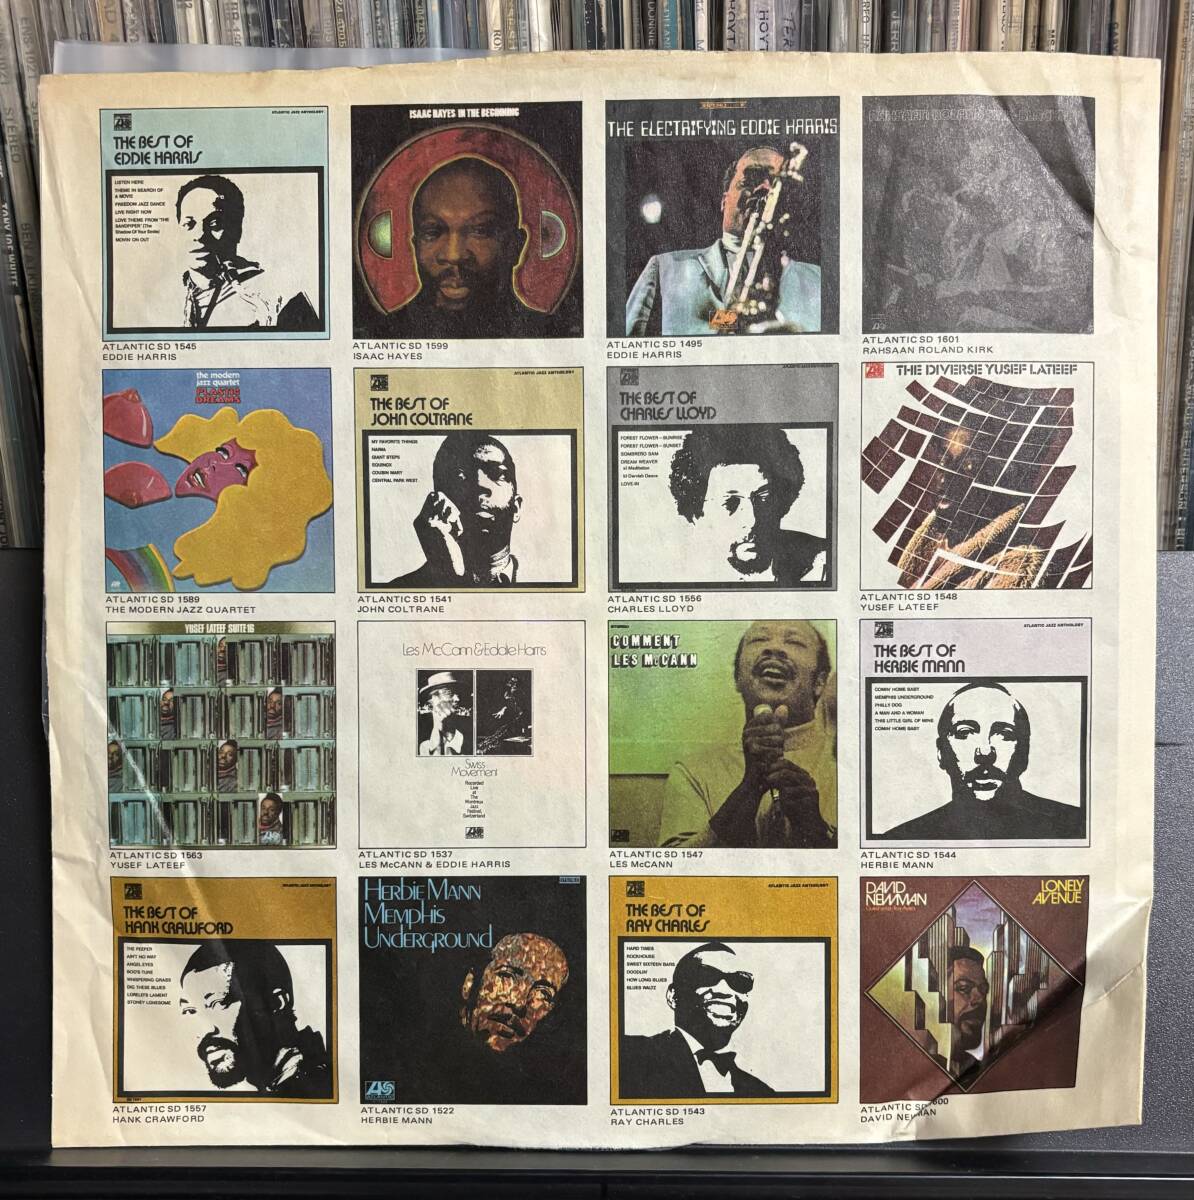 ATLANTIC JAZZ ANTHOLOGY
THE BEST OF
EDDIE HARRIS
LISTEN HERE
THEME IN SEARCH OF
A MOVIE
FREEDOM JAZZ DANCE
LIVE RIGHT NOW
LOVE THEME FROM "THE
SANDPIPER" (The
Shadow Of Your Smile)
MOVIN' ON OUT
ATLANTIC SD 1545
EDDIE HARRIS
ISAAC HAYES IN THE BEGINNING
ATLANTIC SD 1599
ISAAC HAYES
THE ELECTRIFYING EDDIE HARRIS
ATLANTIC SD 1495
EDDIE HARRIS
RAHSAAN ROLAND
ATLANTIC SD 1601
RAHSAAN ROLAND KIRK
the modern
jazz quartet
PLASTIC
DREAMS
ATLANTIC SD 1589
THE MODERN JAZZ QUARTET
ATLANTIC JAZZ ANTHOLOGY
THE BEST OF
JOHN COLTRANE
MY FAVORITE THINGS
NAIMA
GIANT STEPS
EQUINOX
COUSIN MARY
CENTRAL PARK WEST
ATLANTIC SD 1541
JOHN COLTRANE
ATLANTIC JAZZ ANTHOLOGY
THE BEST OF
CHARLES LLOYD
FOREST FLOWER—SUNRISE
FOREST FLOWER—SUNSET
SOMBRERO SAM
DREAM WEAVER
a) Meditation
b) Dervish Dance
LOVE-IN
ATLANTIC SD 1556
CHARLES LLOYD
THE DIVERSE YUSEF LATEEF
ATLANTIC SD 1548
YUSEF LATEEF
YUSEF LATEEF SUITE 16
ATLANTIC SD 1563
YUSEF LATEEF
Les McCann & Eddie Harris
Swiss
Movement
Recorded
Live
at
The
Montreux
Jazz
Festival,
Switzerland
ATLANTIC SD 1537
LES McCANN & EDDIE HARRIS
STEREO
COMMENT
LES McCANN
ATLANTIC SD 1547
LES McCANN
ATLANTIC JAZZ ANTHOLOGY
THE BEST OF
HERBIE MANN
COMIN' HOME BABY
MEMPHIS UNDERGROUND
PHILLY DOG
A MAN AND A WOMAN
THIS LITTLE GIRL OF MINE
COMIN' HOME BABY
ATLANTIC SD 1544
HERBIE MANN
ATLANTIC JAZZ ANTHOLOGY
THE BEST OF
HANK CRAWFORD
THE PEEPER
AIN'T NO WAY
ANGEL EYES
WHISPERING GRASS
DIG THESE BLUES
LORELEI'S LAMENT
STONEY LONESOME
ATLANTIC SD 1557
HANK CRAWFORD
HERBIE MANN
MEMPHIS
UNDERGROUND
ATLANTIC SD 1522
HERBIE MANN
ATLANTIC JAZZ ANTHOLOGY
THE BEST OF
RAY CHARLES
HARD TIMES
ROCKHOUSE
SWEET SIXTEEN BARS
DOODLIN'
HOW LONG BLUES
BLUES WALTZ
ATLANTIC SD 1543
RAY CHARLES
DAVID
NEWMAN
LONELY
AVENUE
ATLANTIC SD 600
DAVID NEWMAN